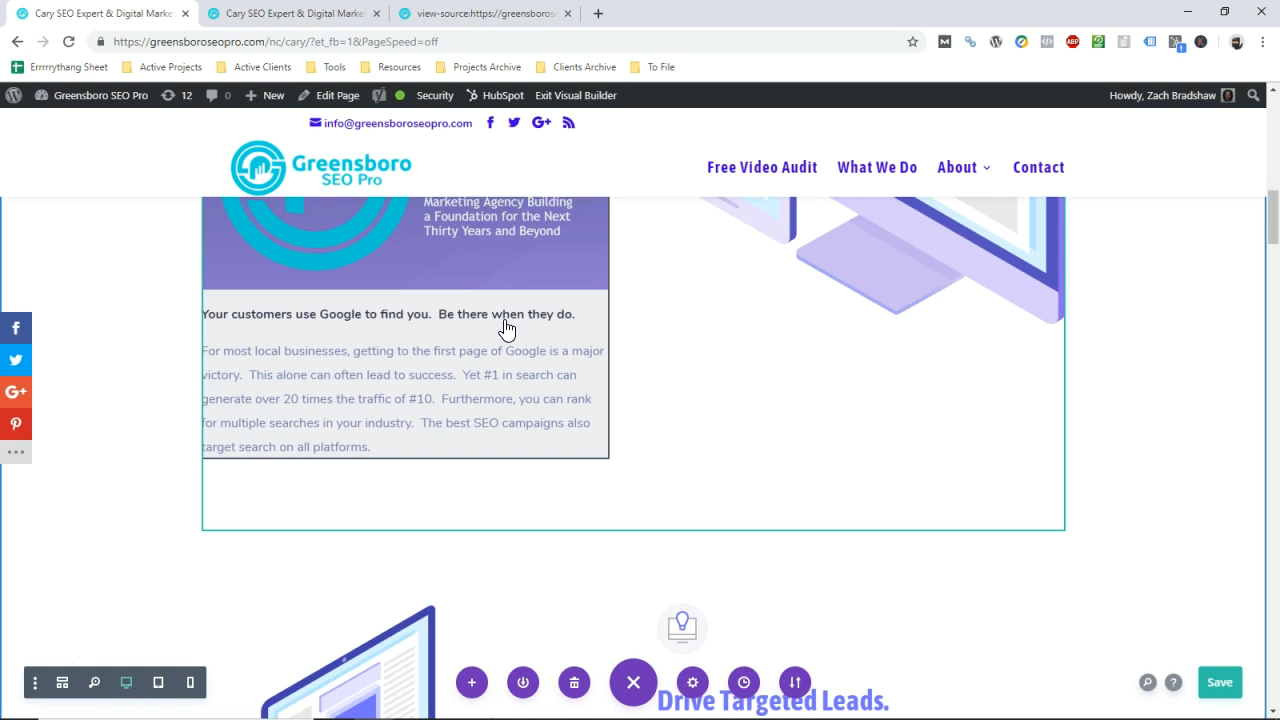 Cary SEO Expert & Digital Marke
Cary SEO Expert & Digital Marke
view-source:https://greensboros
https://greensboroseopro.com/nc/cary/?et_fb=1&PageSpeed=off
Errrrrythang Sheet
Active Projects
Active Clients
Tools
Resources
Projects Archive
Clients Archive
To File
Greensboro SEO Pro
12
0
New
Edit Page
Security
HubSpot
Exit Visual Builder
Howdy, Zach Bradshaw
info@greensboroseopro.com
Greensboro
SEO Pro
Free Video Audit
What We Do
About
Contact
Marketing Agency Building
a Foundation for the Next
Thirty Years and Beyond
Your customers use Google to find you.  Be there when they do.
For most local businesses, getting to the first page of Google is a major
victory.  This alone can often lead to success.  Yet #1 in search can
generate over 20 times the traffic of #10.  Furthermore, you can rank
for multiple searches in your industry.  The best SEO campaigns also
target search on all platforms.
Drive Targeted Leads.
Save